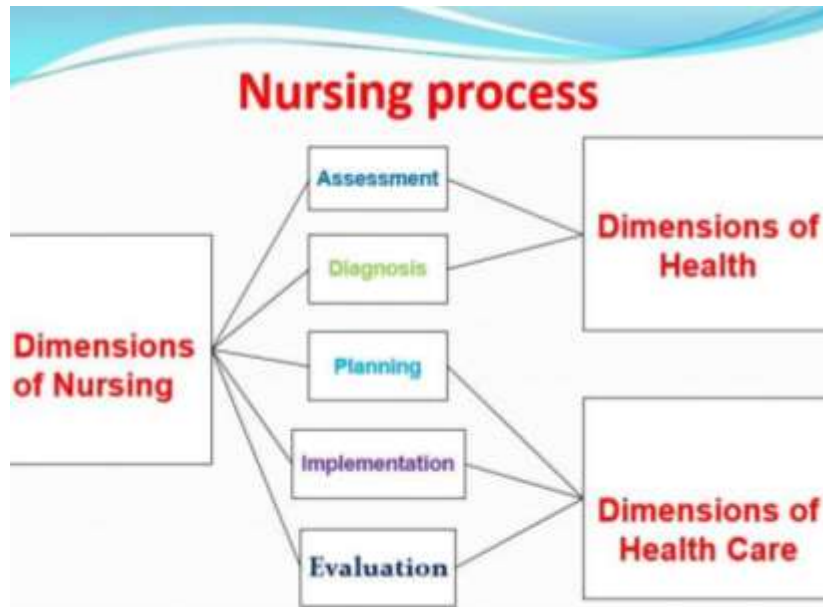 Nursing process
Assessment
Diagnosis
Planning
Implementation
Evaluation
Dimensions
of Nursing
Dimensions of
Health
Dimensions of
Health Care